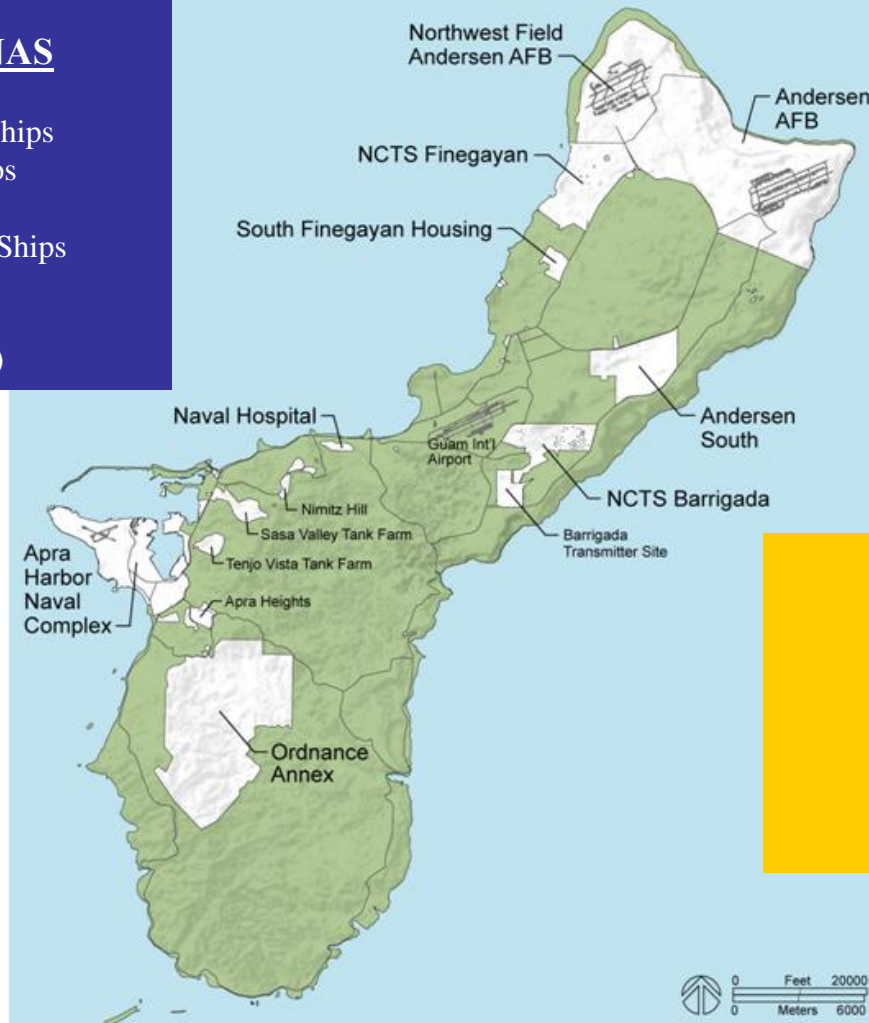 NAS
hips
os
Ships
)
Northwest Field
Andersen AFB
Andersen
AFB
NCTS Finegayan
South Finegayan Housing
Naval Hospital
Guam Int'l
Airport
Andersen
South
Nimitz Hill
NCTS Barrigada
Sasa Valley Tank Farm
Barrigada
Transmitter Site
Apra
Harbor
Naval
Complex
Tenjo Vista Tank Farm
Apra Heights
Ordnance
Annex
0 Feet 20000
0 Meters 6000